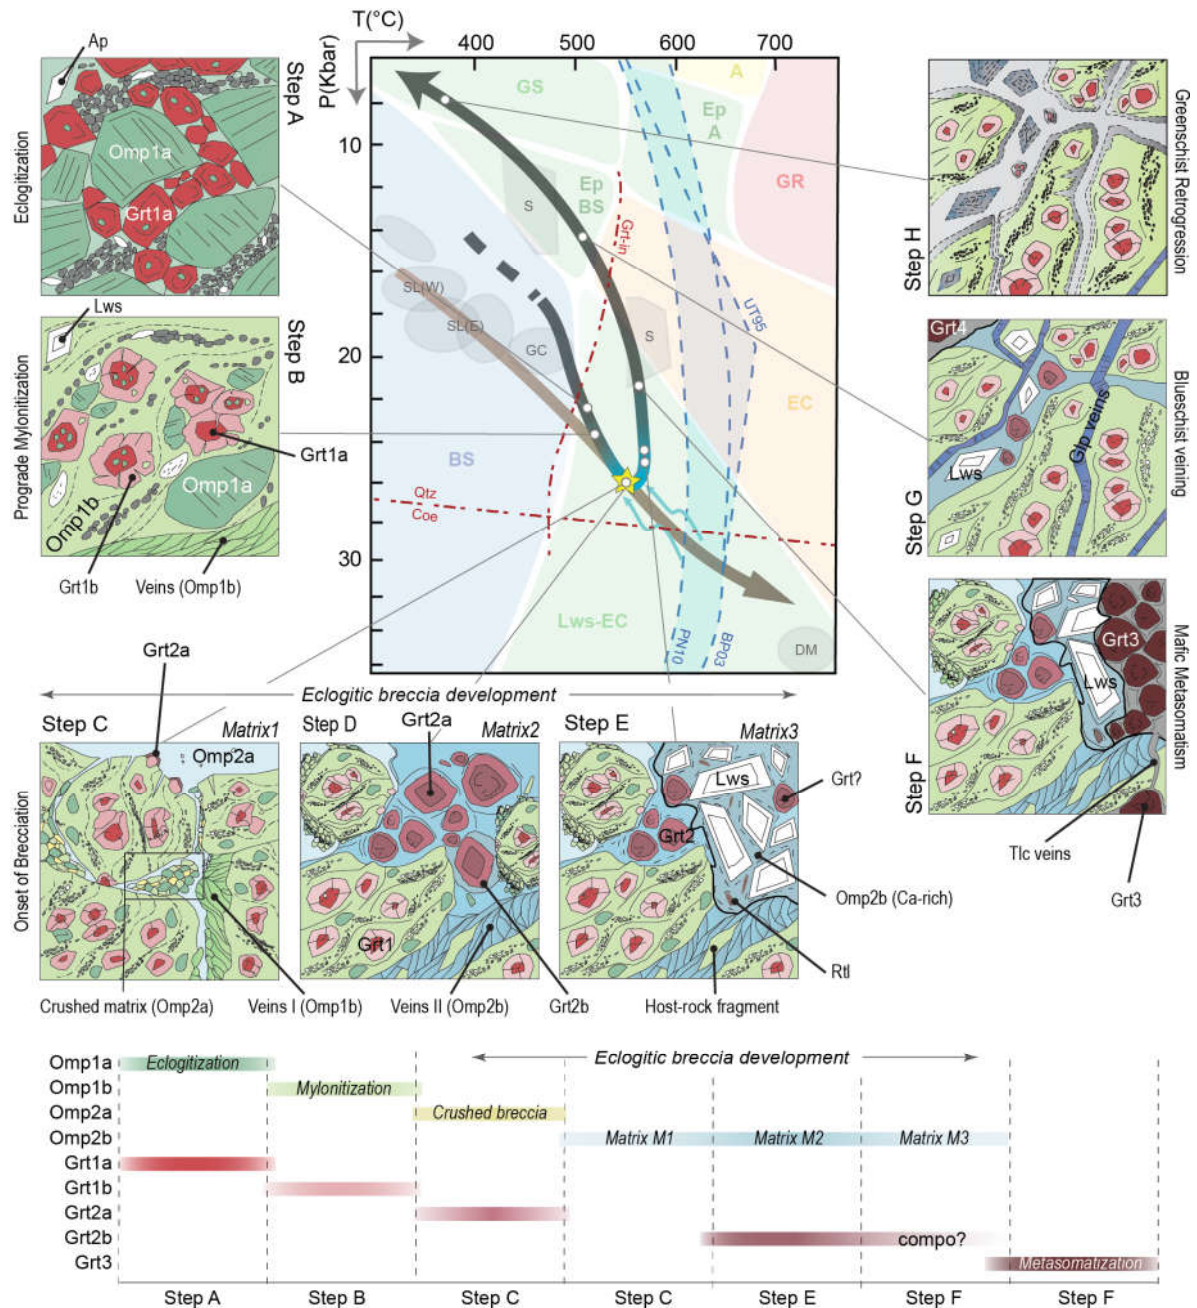 Ap
Step A
Eclogitization
Omp1a
Grt1a
Lws
Step B
Prograde Mylonitization
Grt1a
Omp1a
Omp1b
Grt1b
Veins (Omp1b)
T(°C)
P(Kbar)
400
500
600
700
10
20
30
GS
A
Ep
A
GR
Ep
BS
S
Grt-in
SL(W)
SL(E)
GC
S
UT95
EC
BS
Qtz
Coe
Lws-EC
PN10
BP03
DM
Step H
Greenschist Retrogression
Grt4
Lws
Glp veins
Step G
Blueschist veining
Grt3
Lws
Step F
Mafic Metasomatism
Tlc veins
Grt3
Eclogitic breccia development
Grt2a
Step C
Matrix1
Omp2a
Onset of Brecciation
Crushed matrix (Omp2a)
Veins I (Omp1b)
Step D
Grt2a
Matrix2
Grt1
Veins II (Omp2b)
Grt2b
Step E
Matrix3
Lws
Grt?
Grt2
Omp2b (Ca-rich)
Rtl
Host-rock fragment
Eclogitic breccia development
Omp1a
Eclogitization
Omp1b
Mylonitization
Omp2a
Crushed breccia
Omp2b
Matrix M1
Matrix M2
Matrix M3
Grt1a
Grt1b
Grt2a
Grt2b
compo?
Grt3
Metasomatization
Step A
Step B
Step C
Step C
Step E
Step F
Step F